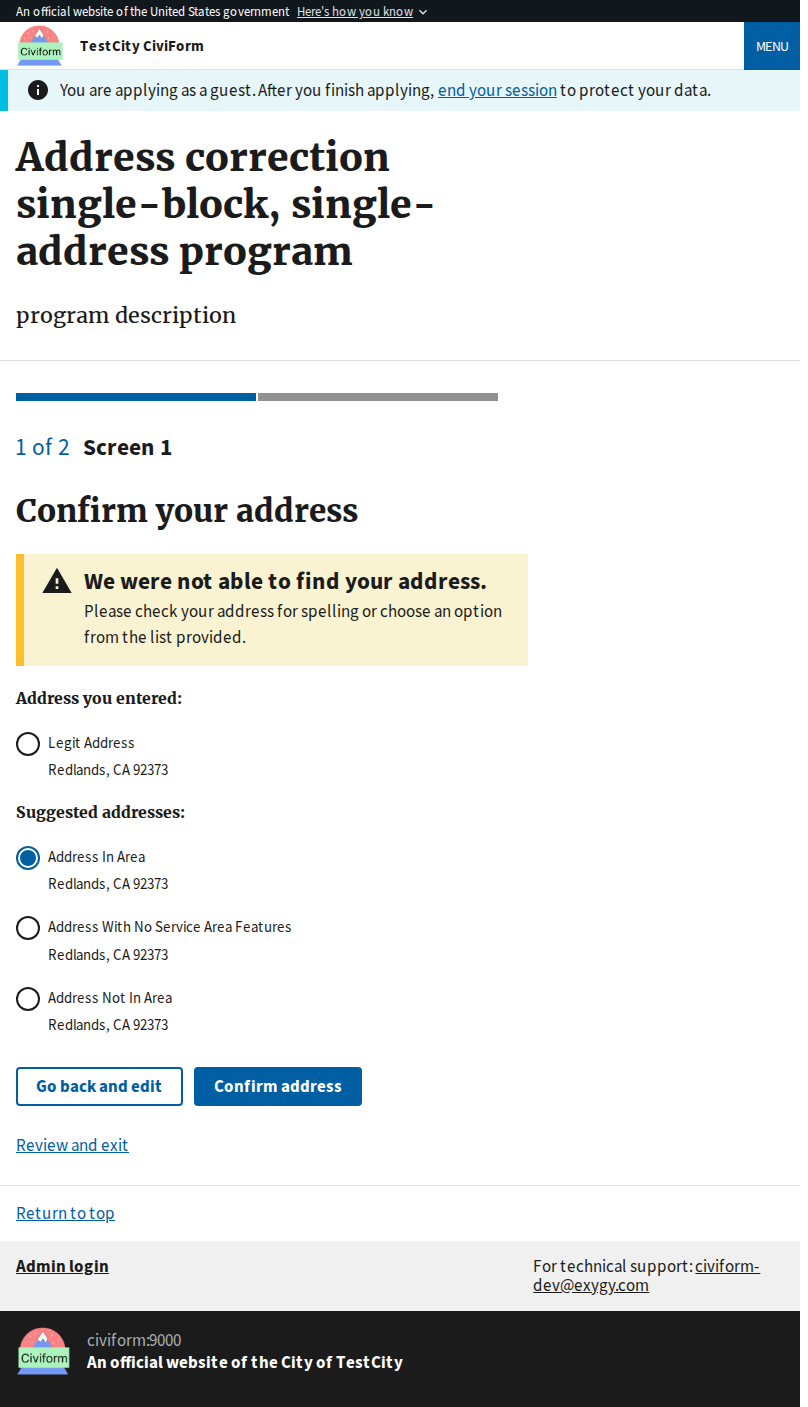 An official website of the United States government Here's how you know
Civiform
TestCity CiviForm
MENU
You are applying as a guest. After you finish applying, end your session to protect your data.
Address correction
single-block, single-
address program
program description
1 of 2 Screen 1
Confirm your address
We were not able to find your address.
Please check your address for spelling or choose an option
from the list provided.
Address you entered:
Legit Address
Redlands, CA 92373
Suggested addresses:
Address In Area
Redlands, CA 92373
Address With No Service Area Features
Redlands, CA 92373
Address Not In Area
Redlands, CA 92373
Go back and edit
Confirm address
Review and exit
Return to top
Admin login
For technical support: civiform-
dev@exygy.com
Civiform
civiform:9000
An official website of the City of TestCity